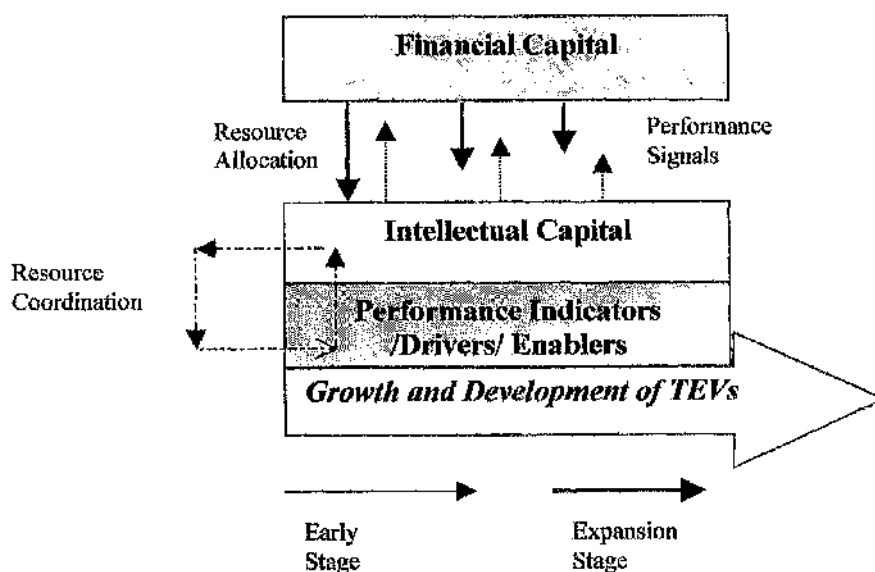 Financial Capital
Resource
Allocation
Performance
Signals
Intellectual Capital
Resource
Coordination
Performance Indicators
/Drivers/ Enablers
Growth and Development of TEVs
Early
Stage
Expansion
Stage